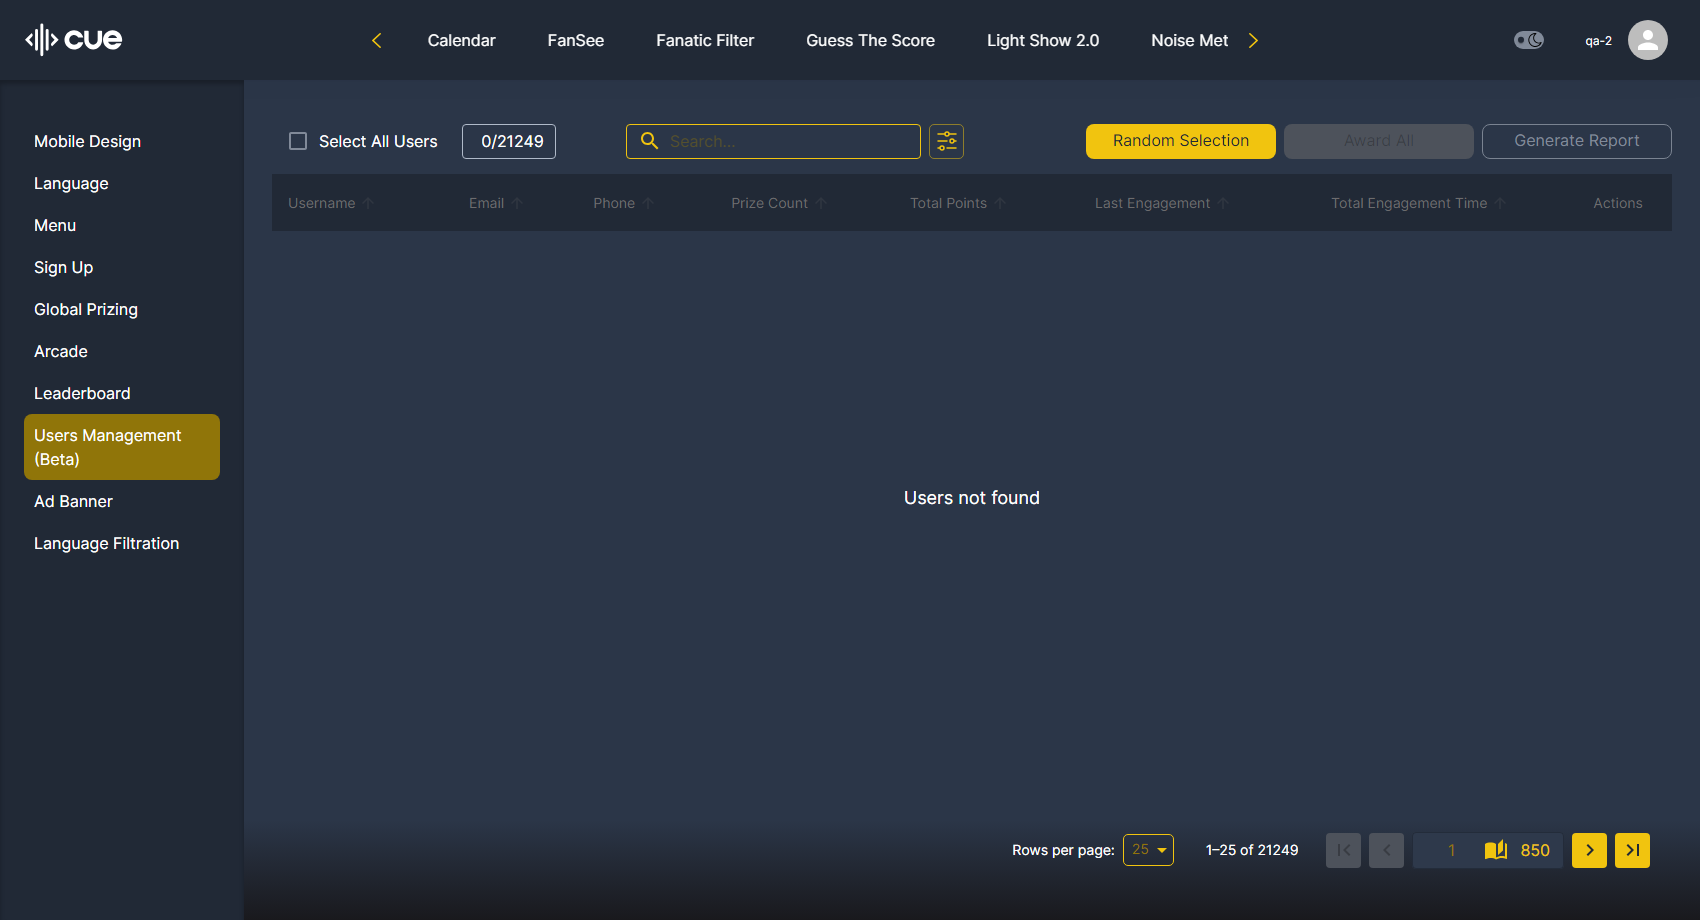 cue
Calendar
FanSee
Fanatic Filter
Guess The Score
Light Show 2.0
Noise Met
qa-2
Mobile Design
Language
Menu
Sign Up
Global Prizing
Arcade
Leaderboard
Users Management
(Beta)
Ad Banner
Language Filtration
Select All Users
0/21249
Search...
Random Selection
Award All
Generate Report
Username
Email
Phone
Prize Count
Total Points
Last Engagement
Total Engagement Time
Actions
Users not found
Rows per page:
25
1–25 of 21249
1
850